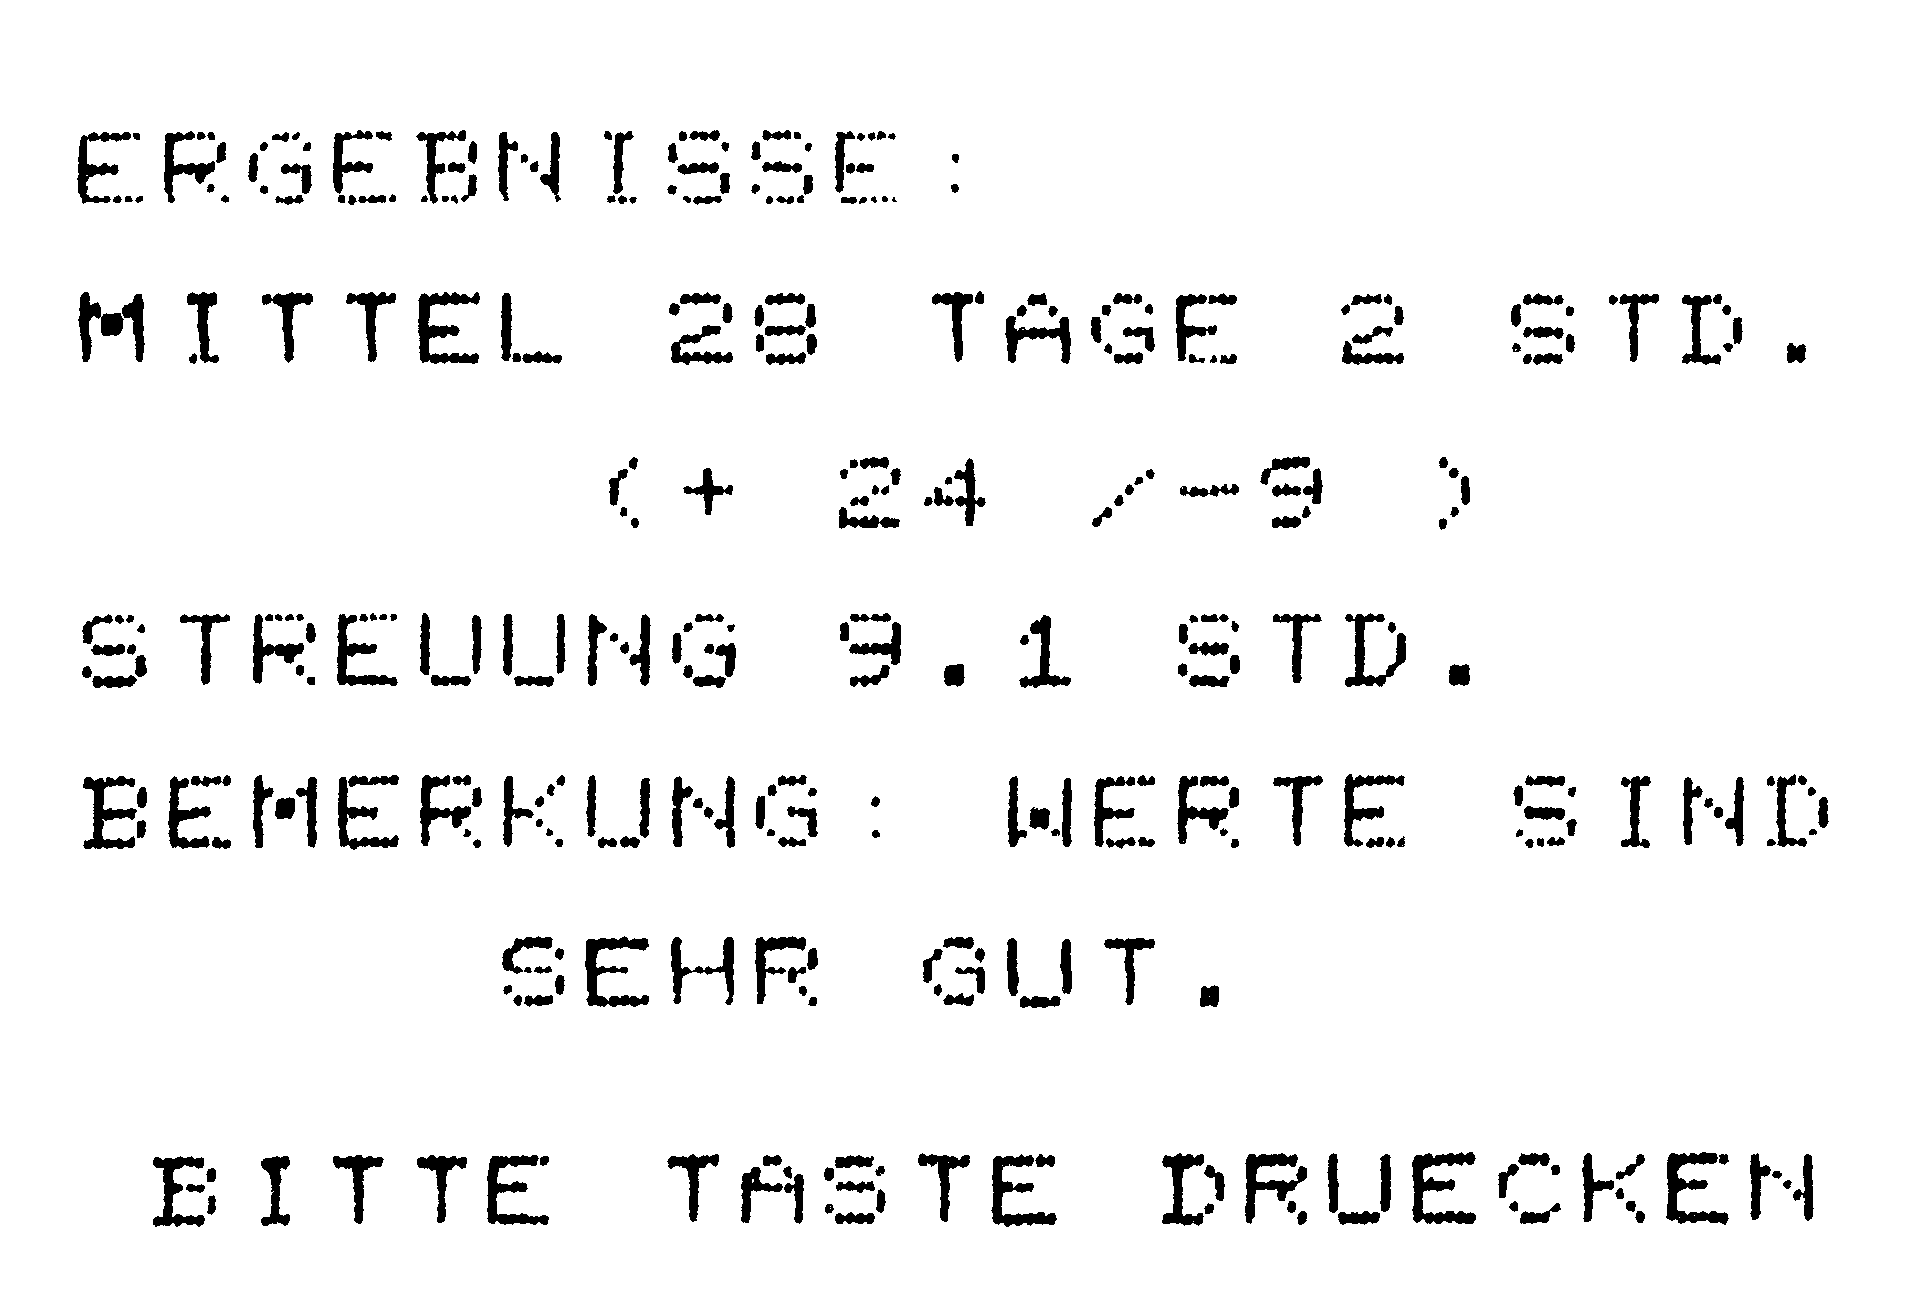 ERGEBNISSE:
MITTEL 28 TAGE 2 STD.
(+ 24 /-9 )
STREUUNG 9.1 STD.
BEMERKUNG: WERTE SIND
SEHR GUT.
BITTE TASTE DRUECKEN